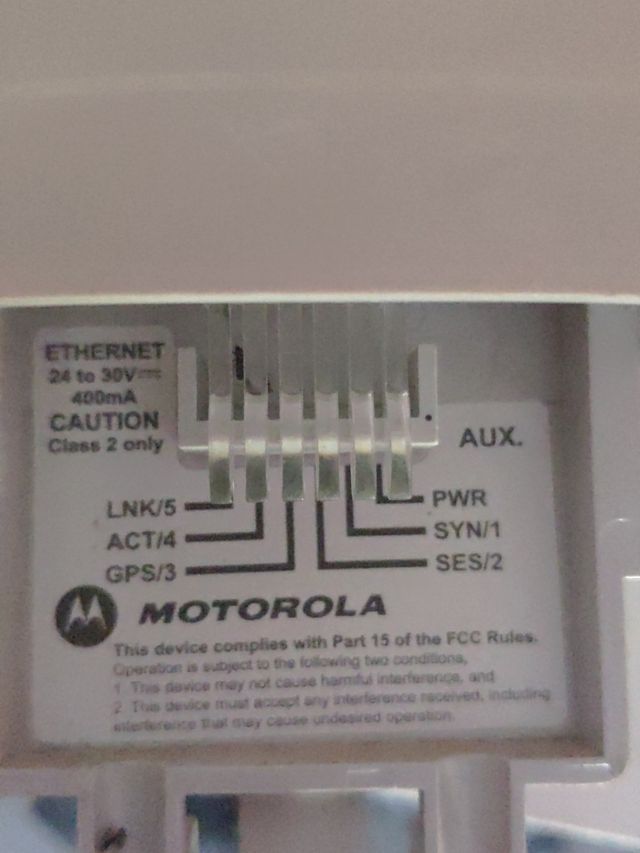 ETHERNET
24 to 30V⎓
400mA
CAUTION
Class 2 only
AUX.
LNK/5
ACT/4
GPS/3
PWR
SYN/1
SES/2
MOTOROLA
This device complies with Part 15 of the FCC Rules.
Operation is subject to the following two conditions,
1. This device may not cause harmful interference, and
2. This device must accept any interference received, including
interference that may cause undesired operation.